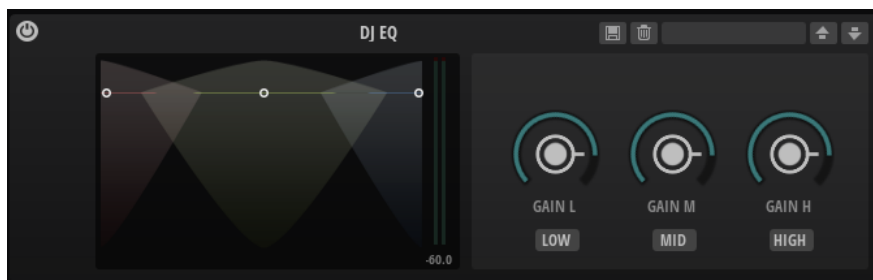 DJ EQ
-60.0
GAIN L GAIN M GAIN H
LOW MID HIGH